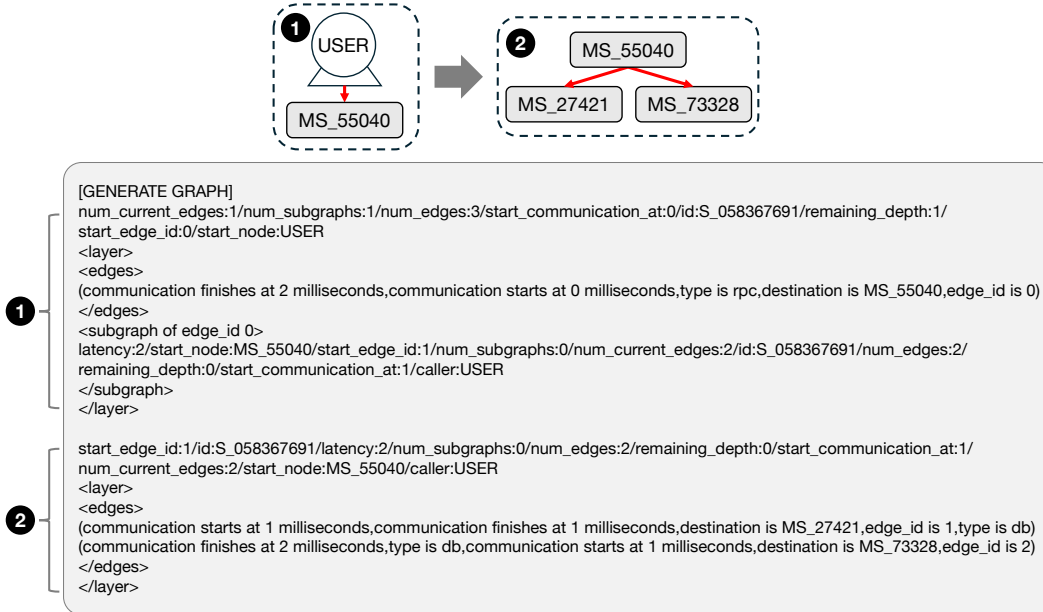 1
USER
MS_55040
2
MS_55040
MS_27421 MS_73328
[GENERATE GRAPH]
num_current_edges:1/num_subgraphs:1/num_edges:3/start_communication_at:0/id:S_058367691/remaining_depth:1/
start_edge_id:0/start_node:USER
<layer>
<edges>
(communication finishes at 2 milliseconds,communication starts at 0 milliseconds,type is rpc,destination is MS_55040,edge_id is 0)
</edges>
<subgraph of edge_id 0>
latency:2/start_node:MS_55040/start_edge_id:1/num_subgraphs:0/num_current_edges:2/id:S_058367691/num_edges:2/
remaining_depth:0/start_communication_at:1/caller:USER
</subgraph>
</layer>
1
start_edge_id:1/id:S_058367691/latency:2/num_subgraphs:0/num_edges:2/remaining_depth:0/start_communication_at:1/
num_current_edges:2/start_node:MS_55040/caller:USER
<layer>
<edges>
(communication starts at 1 milliseconds,communication finishes at 1 milliseconds,destination is MS_27421,edge_id is 1,type is db)
(communication finishes at 2 milliseconds,type is db,communication starts at 1 milliseconds,destination is MS_73328,edge_id is 2)
</edges>
</layer>
2